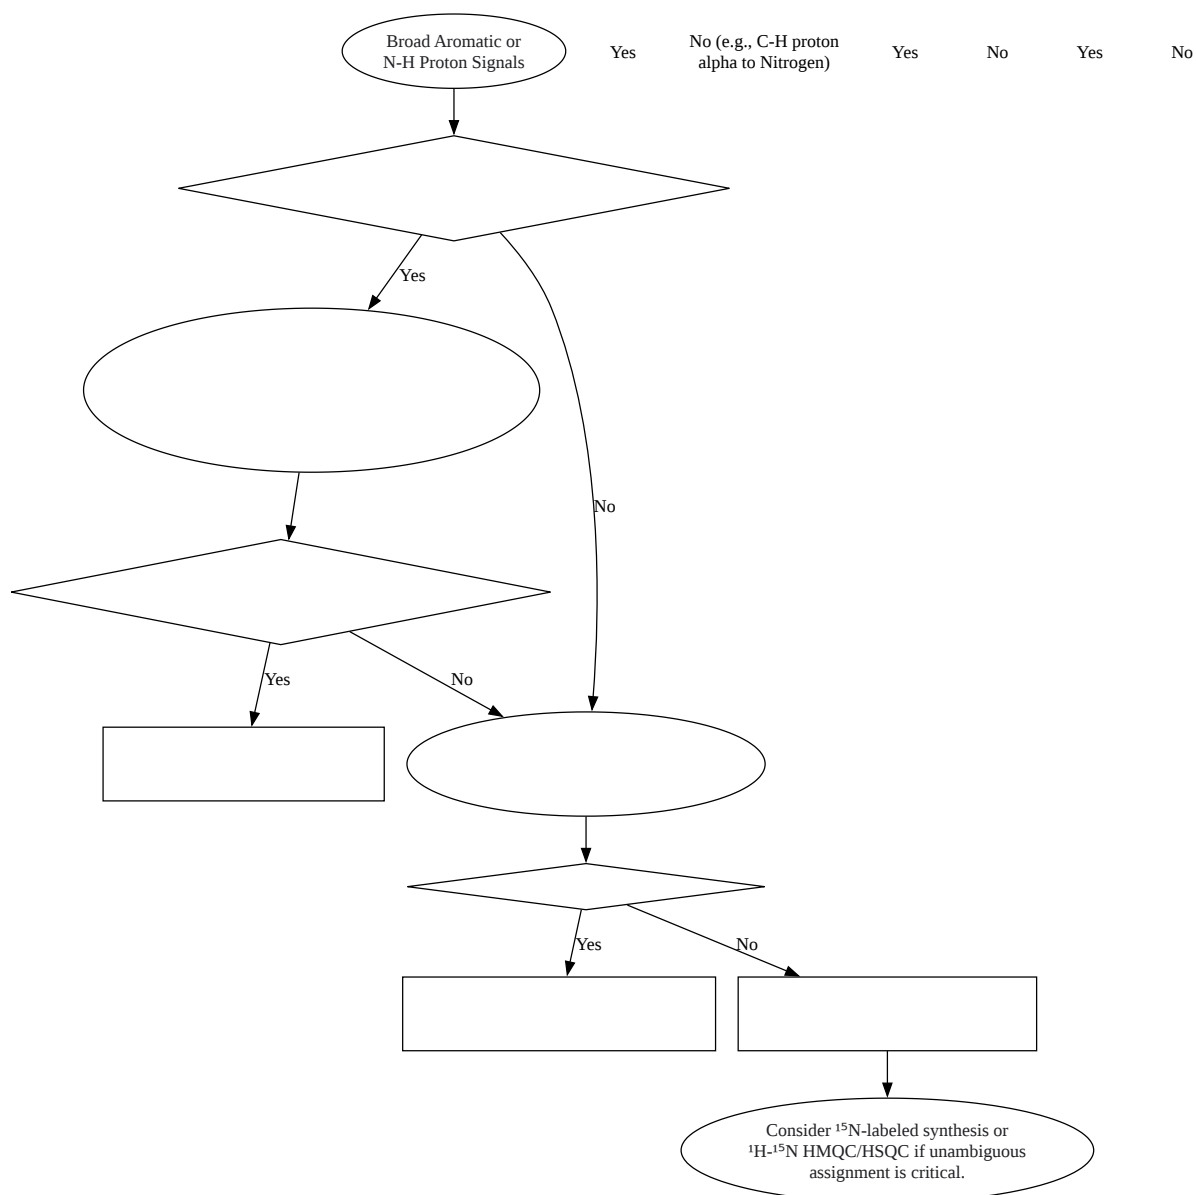 Broad Aromatic or
N-H Proton Signals
Yes
No (e.g., C-H proton
alpha to Nitrogen)
Yes
No
Yes
No
Yes
No
Yes
No
Yes
No
Consider ¹⁵N-labeled synthesis or
¹H-¹⁵N HMQC/HSQC if unambiguous
assignment is critical.